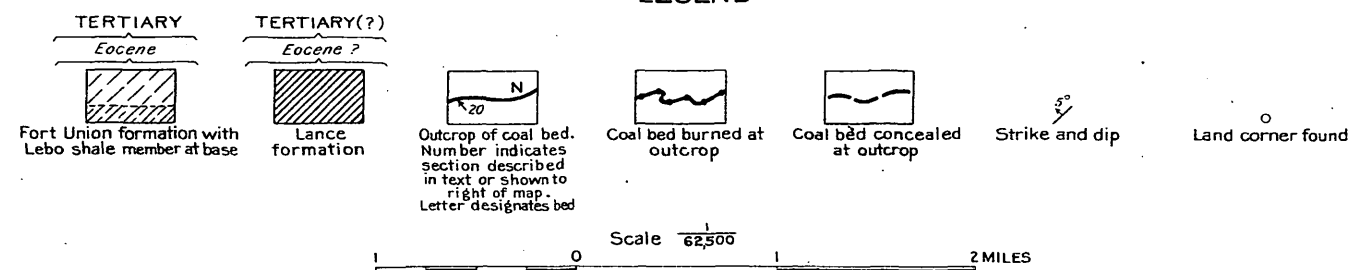 TERTIARY
Eocene
Fort Union formation with
Lebo shale member at base
TERTIARY(?)
Eocene ?
Lance
formation
N
20
Outcrop of coal bed.
Number indicates
section described
in text or shown to
right of map.
Letter designates bed
Coal bed burned at
outcrop
Coal bed concealed
at outcrop
5°
Strike and dip
Land corner found
Scale 1/62,500
1 0 1 2 MILES